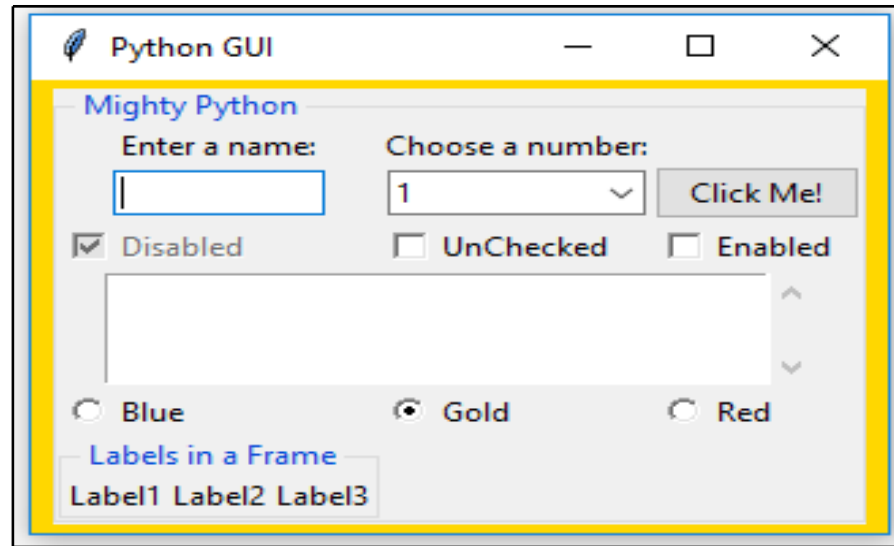 Python GUI
Mighty Python
Enter a name: Choose a number:
1 Click Me!
Disabled UnChecked Enabled
Blue Gold Red
Labels in a Frame
Label1 Label2 Label3